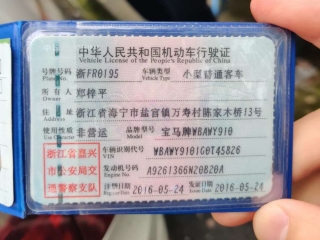 中华人民共和国机动车行驶证
Vehicle License of the People's Republic of China
号牌号码 浙FR0195 车辆类型 小型普通客车
Plate No. Vehicle Type
所有人 郑梓平
Owner
住址 浙江省海宁市盐官镇万寿村陈家木桥13号
Address
使用性质 非营运 品牌型号 宝马牌WBAWY910
Use Character Model
浙江省嘉兴 车辆识别代号 WBAWY9101G0T45826
VIN
市公安局交 发动机号码 A9261366N20B20A
Engine No.
通警察支队 注册日期 2016-05-24 发证日期 2016-05-24
Register Date Issue Date